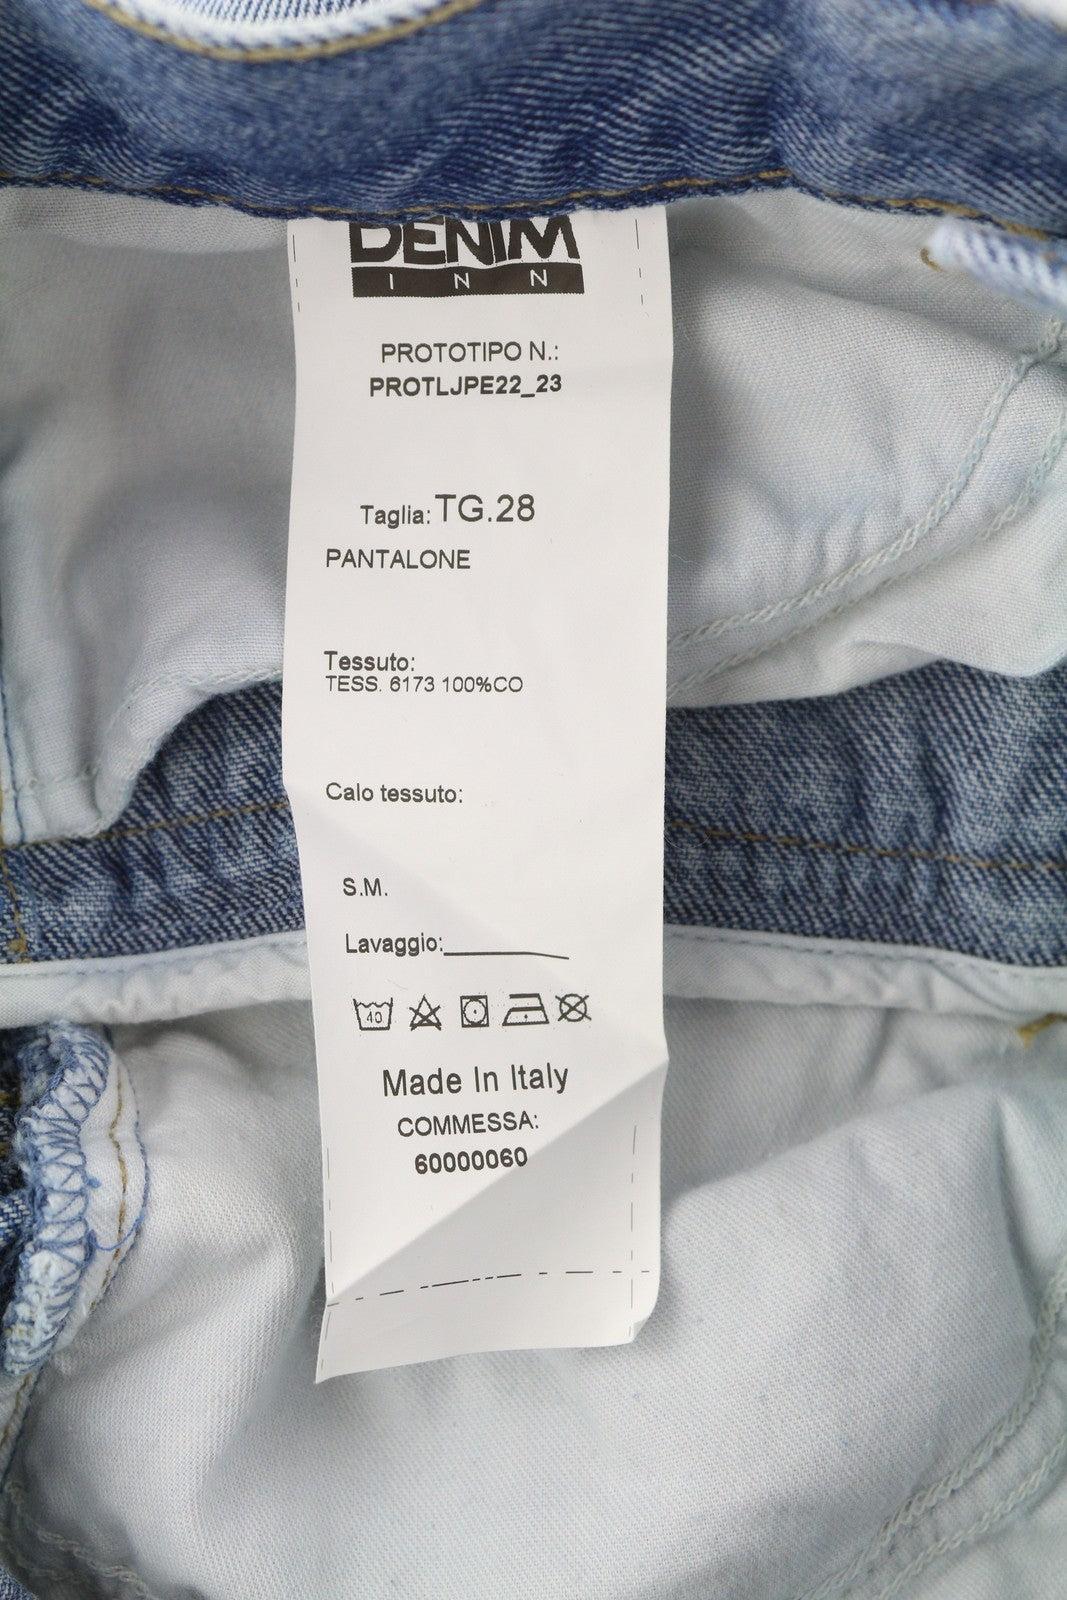 DENIM
INN
PROTOTIPO N.:
PROTLJPE22_23
Taglia: TG.28
PANTALONE
Tessuto:
TESS. 6173 100%CO
Calo tessuto:
S.M.
Lavaggio:
40
Made In Italy
COMMESSA:
60000060